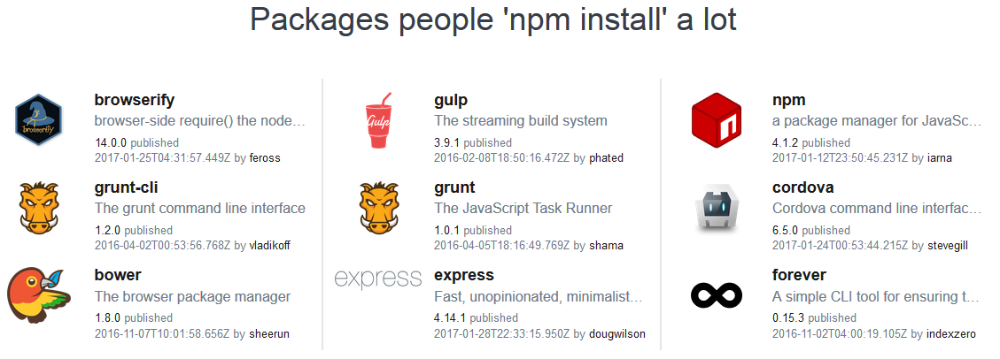 Packages people 'npm install' a lot
browserify
browser-side require() the node…
14.0.0 published
2017-01-25T04:31:57.449Z by feross
gulp
The streaming build system
3.9.1 published
2016-02-08T18:50:16.472Z by phated
npm
a package manager for JavaSc…
4.1.2 published
2017-01-12T23:50:45.231Z by iarna
grunt-cli
The grunt command line interface
1.2.0 published
2016-04-02T00:53:56.768Z by vladikoff
grunt
The JavaScript Task Runner
1.0.1 published
2016-04-05T18:16:49.769Z by shama
cordova
Cordova command line interfac…
6.5.0 published
2017-01-24T00:53:44.215Z by stevegill
bower
The browser package manager
1.8.0 published
2016-11-07T10:01:58.656Z by sheerun
express
express
Fast, unopinionated, minimalist…
4.14.1 published
2017-01-28T22:33:15.950Z by dougwilson
forever
A simple CLI tool for ensuring t…
0.15.3 published
2016-11-02T04:00:19.105Z by indexzero
browserify
Gulp
n